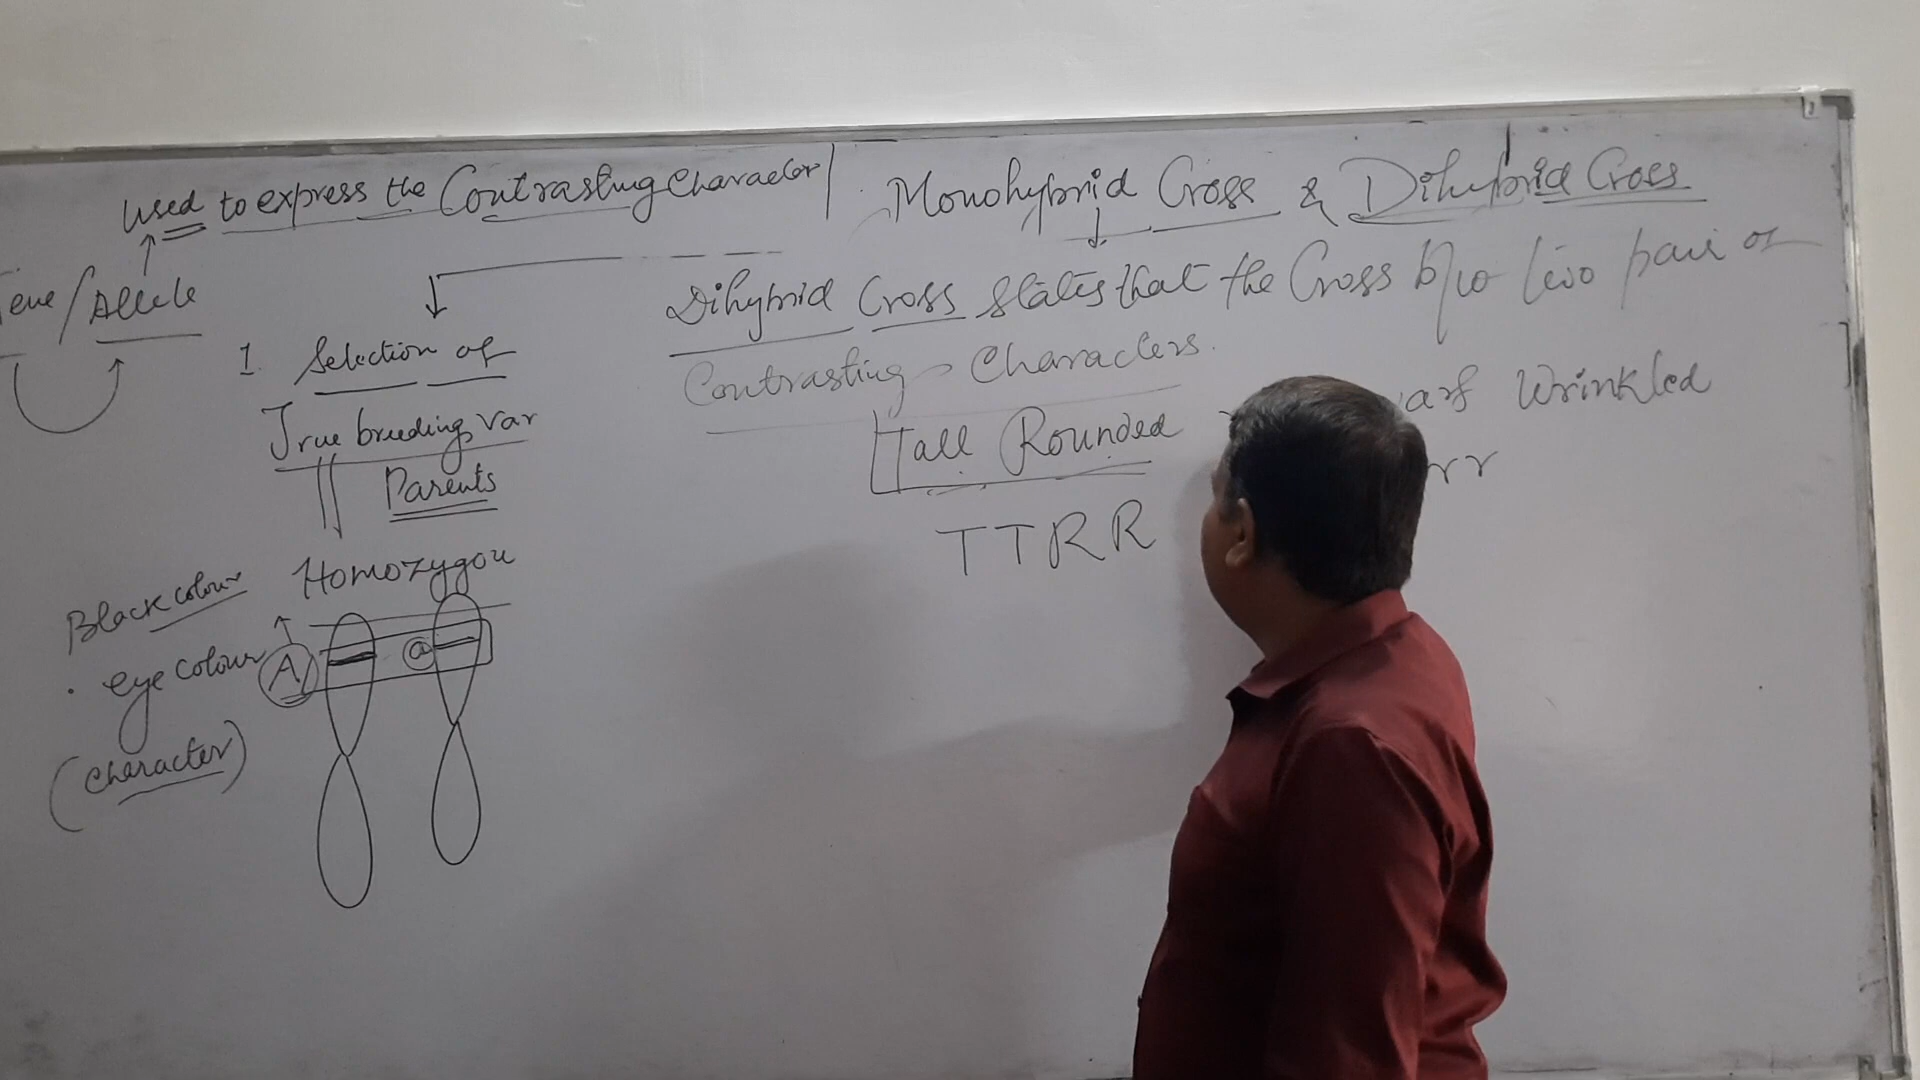 used to express the Contrasting Character
Allele
1. Selection of
True breeding var
Parents
Homozygou
Black colour
eye colour
(character)
A
a
Monohybrid Cross & Dihybrid Cross
Dihybrid Cross states that the Cross b/w two pair of
Contrasting Characters.
Tall Rounded
Wrinkled
TTRR
rr